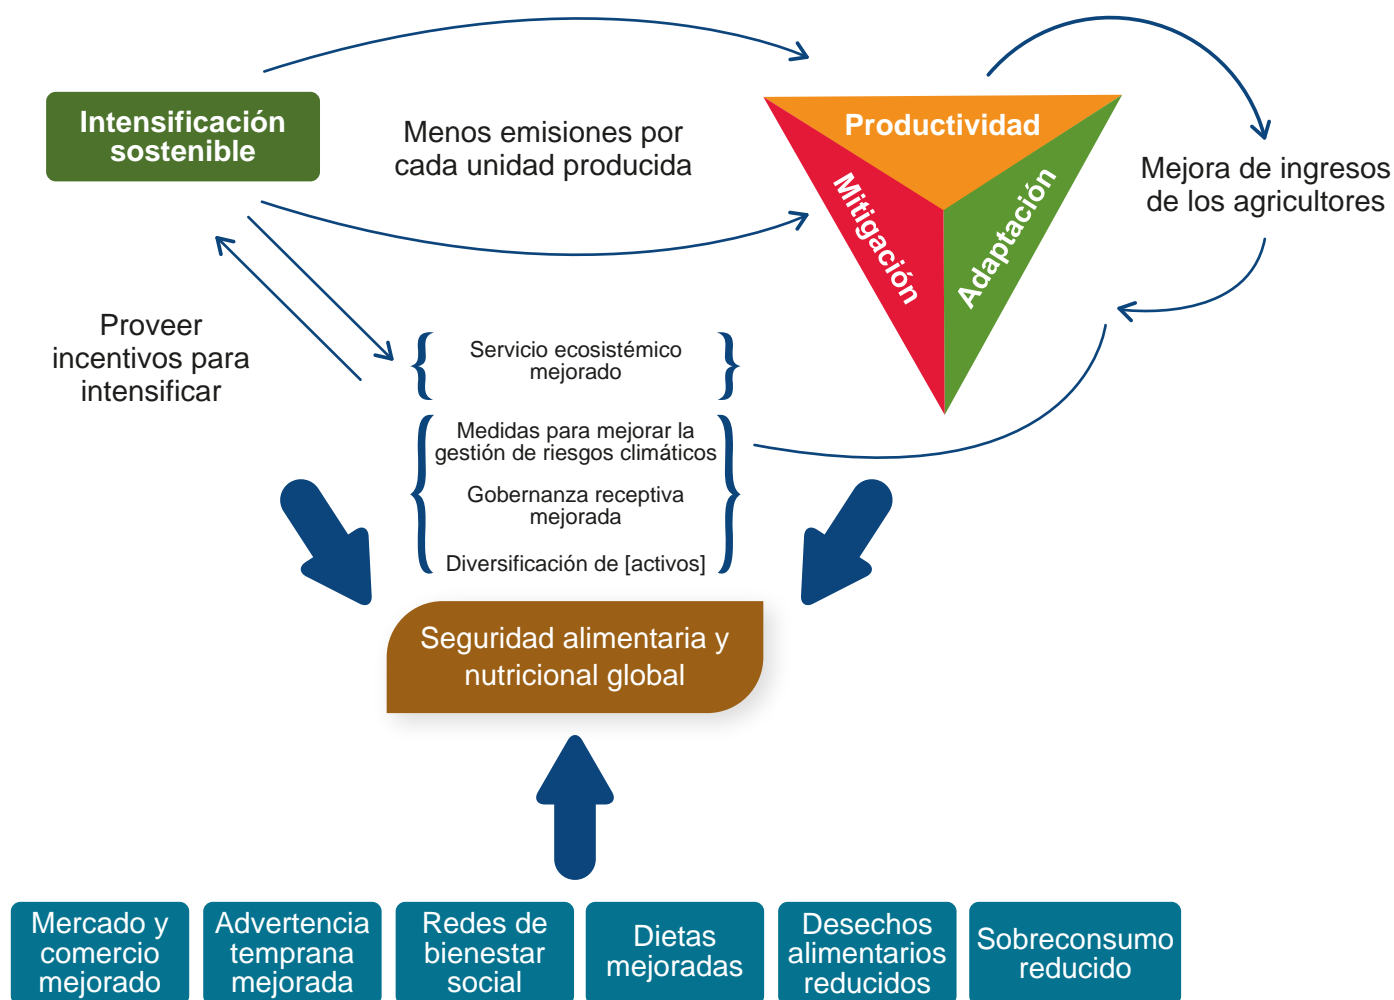 Intensificación
sostenible
Menos emisiones por
cada unidad producida
Productividad
Mitigación
Adaptación
Mejora de ingresos
de los agricultores
Proveer
incentivos para
intensificar
Servicio ecosistémico
mejorado
Medidas para mejorar la
gestión de riesgos climáticos
Gobernanza receptiva
mejorada
Diversificación de [activos]
Seguridad alimentaria y
nutricional global
Mercado y
comercio
mejorado
Advertencia
temprana
mejorada
Redes de
bienestar
social
Dietas
mejoradas
Desechos
alimentarios
reducidos
Sobreconsumo
reducido